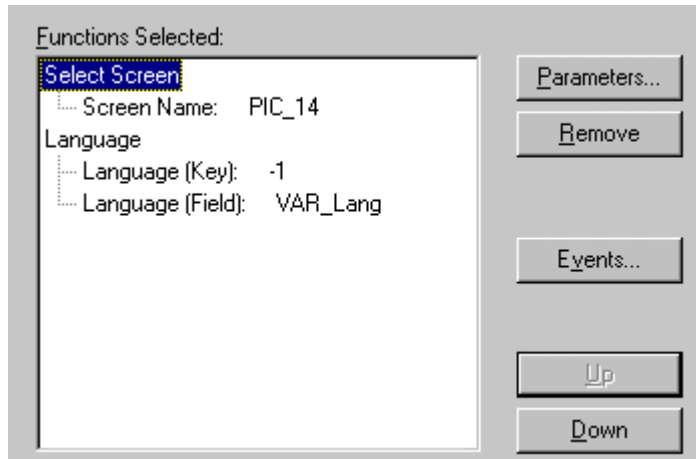 Functions Selected:
Select Screen
Screen Name: PIC_14
Language
Language (Key): -1
Language (Field): VAR_Lang
Parameters...
Remove
Events...
Up
Down